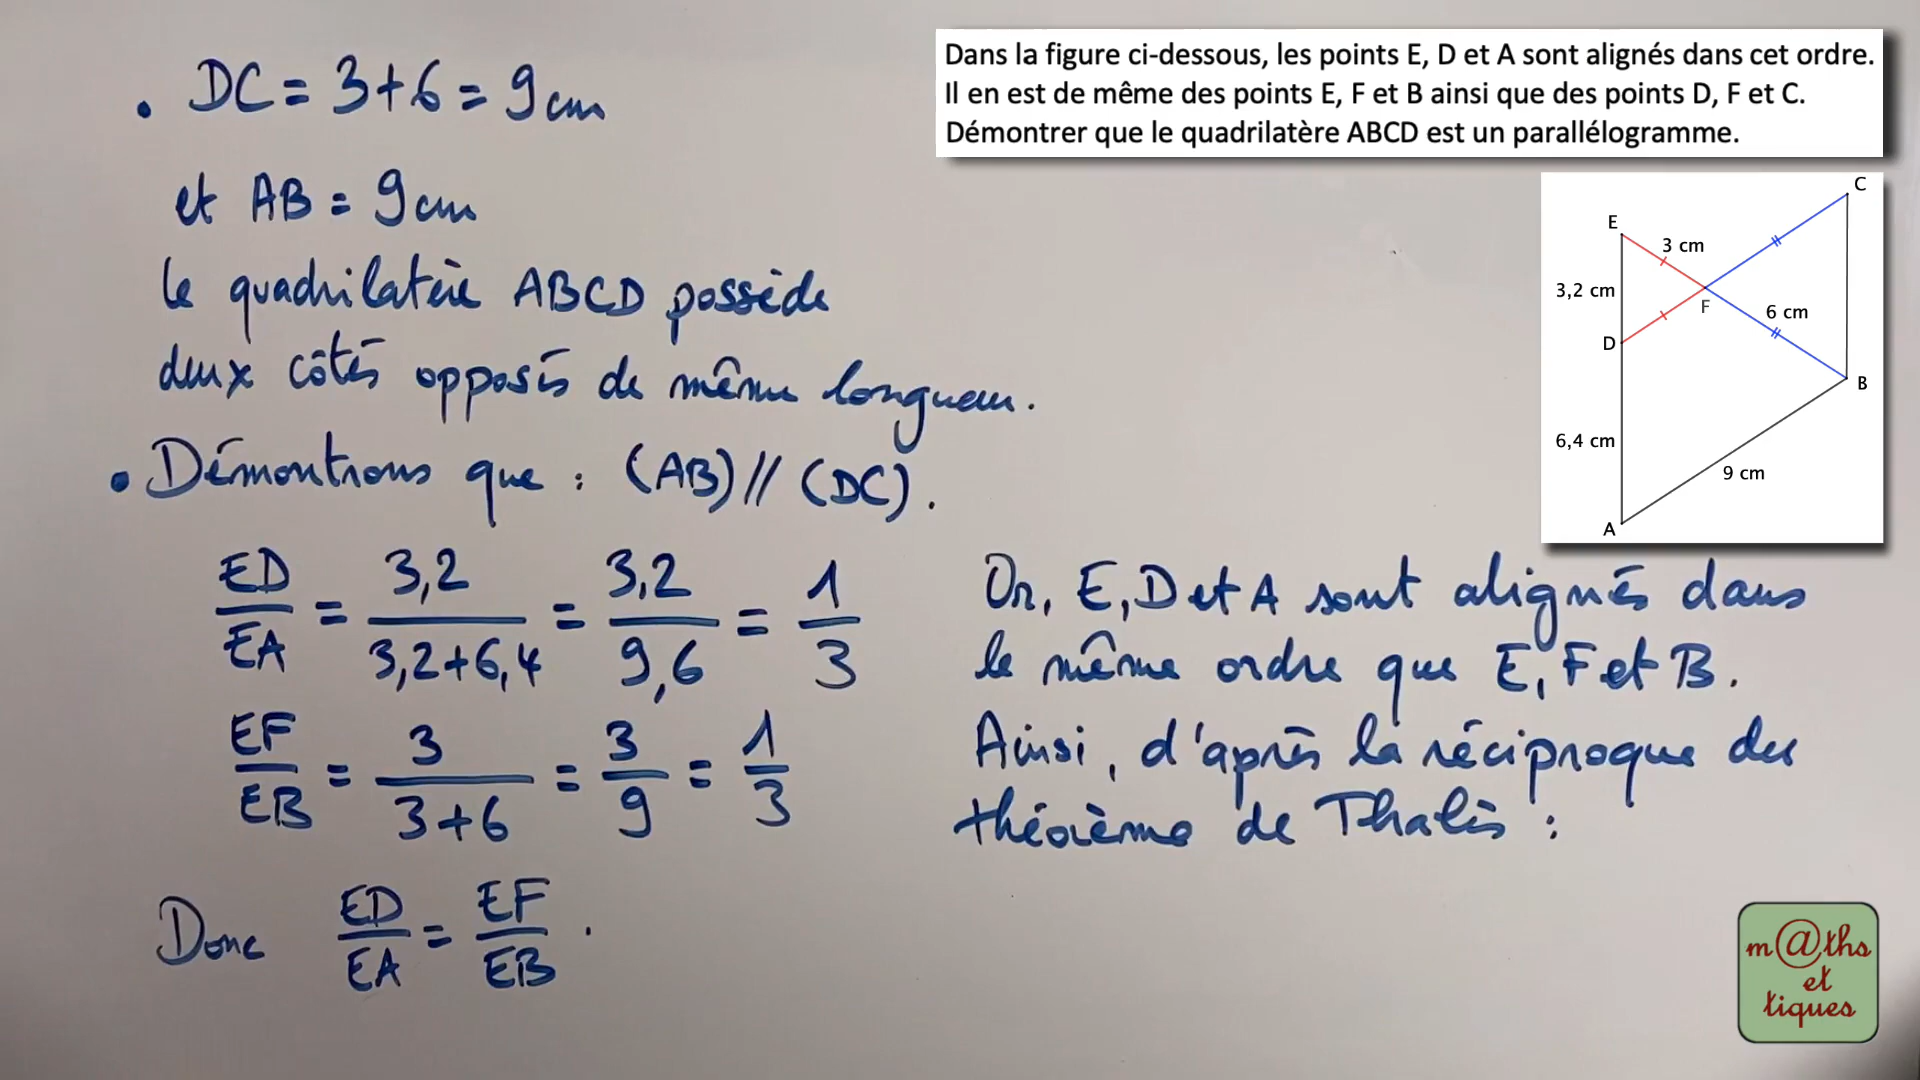 Dans la figure ci-dessous, les points E, D et A sont alignés dans cet ordre.
Il en est de même des points E, F et B ainsi que des points D, F et C.
Démontrer que le quadrilatère ABCD est un parallélogramme.
• DC = 3+6 = 9 cm
et AB = 9 cm
le quadrilatère ABCD possède
deux côtés opposés de même longueur.
• Démontrons que : (AB) // (DC).
ED/EA = 3,2/(3,2+6,4) = 3,2/9,6 = 1/3
EF/EB = 3/(3+6) = 3/9 = 1/3
Donc ED/EA = EF/EB .
Or, E, D et A sont alignés dans
le même ordre que E, F et B.
Ainsi, d'après la réciproque du
théorème de Thalès :
C
E
3 cm
3,2 cm
F
6 cm
D
B
6,4 cm
9 cm
A
m@ths
et
tiques